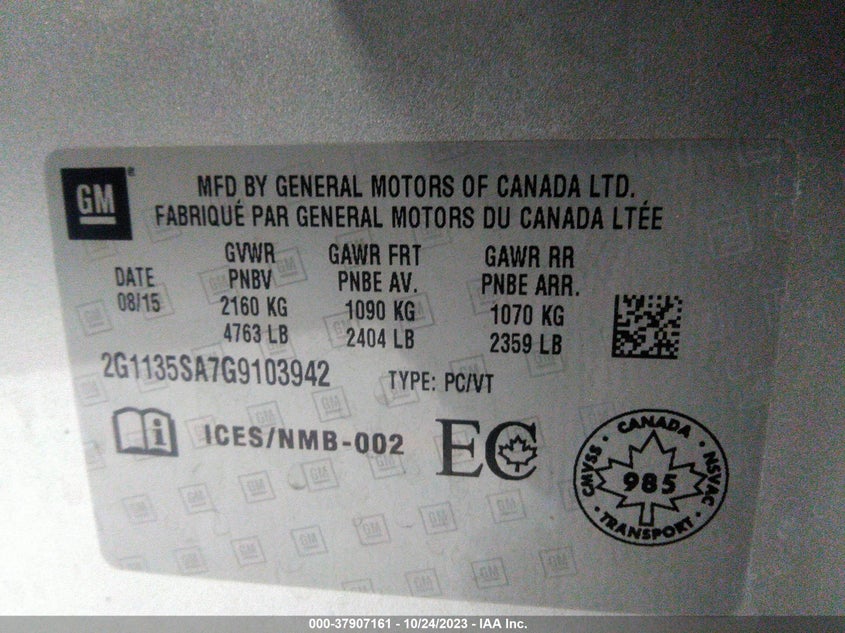 GM
MFD BY GENERAL MOTORS OF CANADA LTD.
FABRIQUÉ PAR GENERAL MOTORS DU CANADA LTÉE
DATE
08/15
GVWR
PNBV
2160 KG
4763 LB
GAWR FRT
PNBE AV.
1090 KG
2404 LB
GAWR RR
PNBE ARR.
1070 KG
2359 LB
2G1135SA7G9103942
TYPE: PC/VT
i
ICES/NMB-002
EC
CANADA
CMVSS
985
NSVAC
TRANSPORT
000-37907161 - 10/24/2023 - IAA Inc.